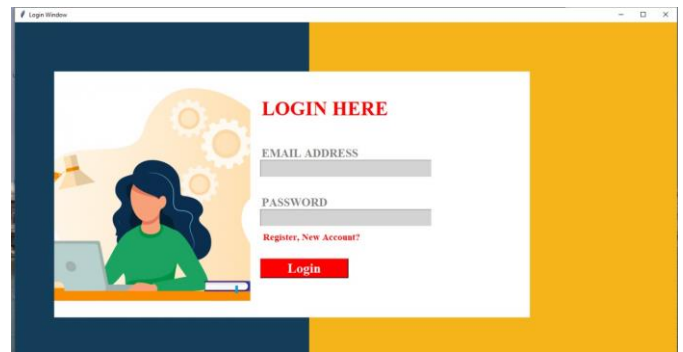 Login Window
LOGIN HERE
EMAIL ADDRESS
PASSWORD
Register, New Account?
Login